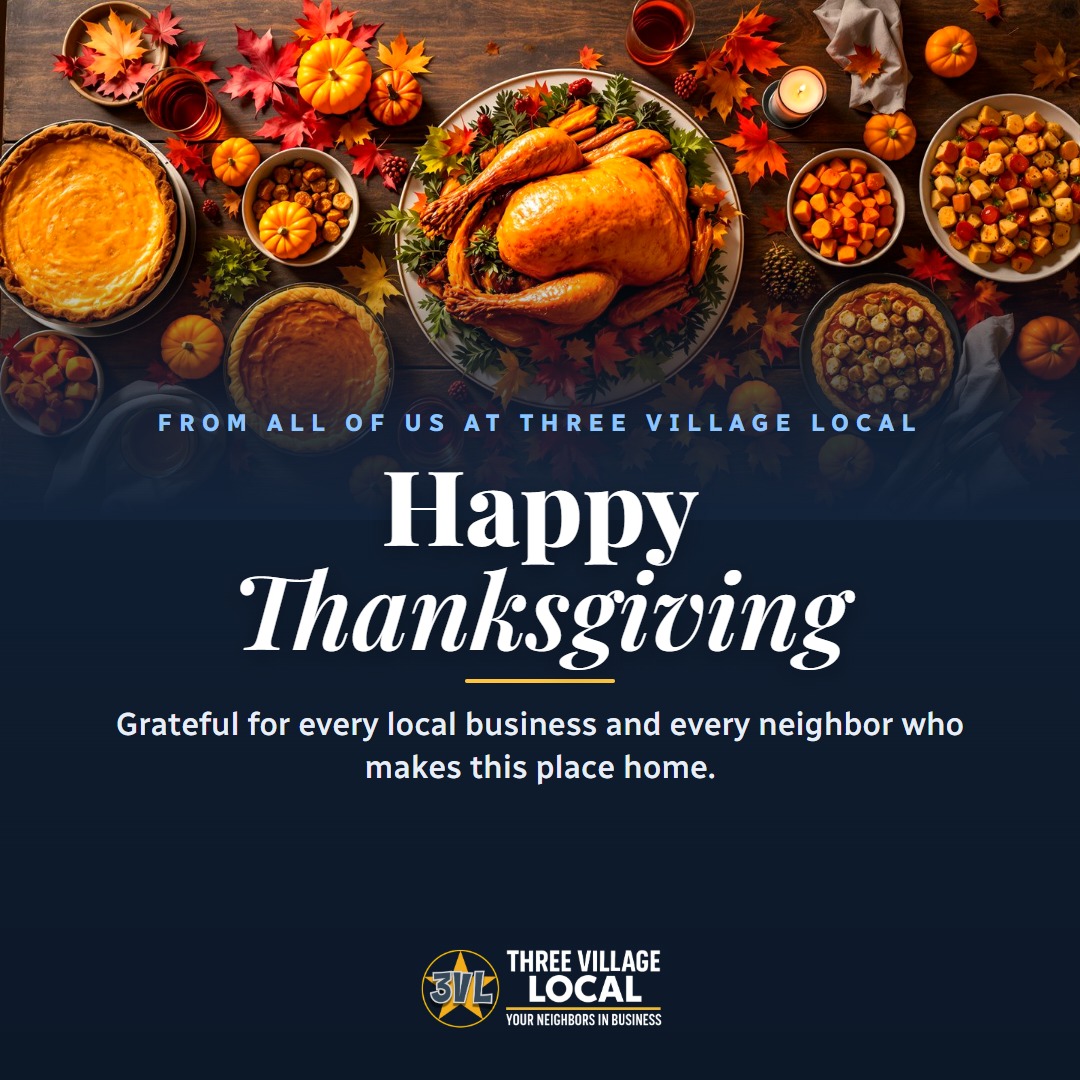 FROM ALL OF US AT THREE VILLAGE LOCAL
Happy
Thanksgiving
Grateful for every local business and every neighbor who
makes this place home.
3VL
THREE VILLAGE
LOCAL
YOUR NEIGHBORS IN BUSINESS